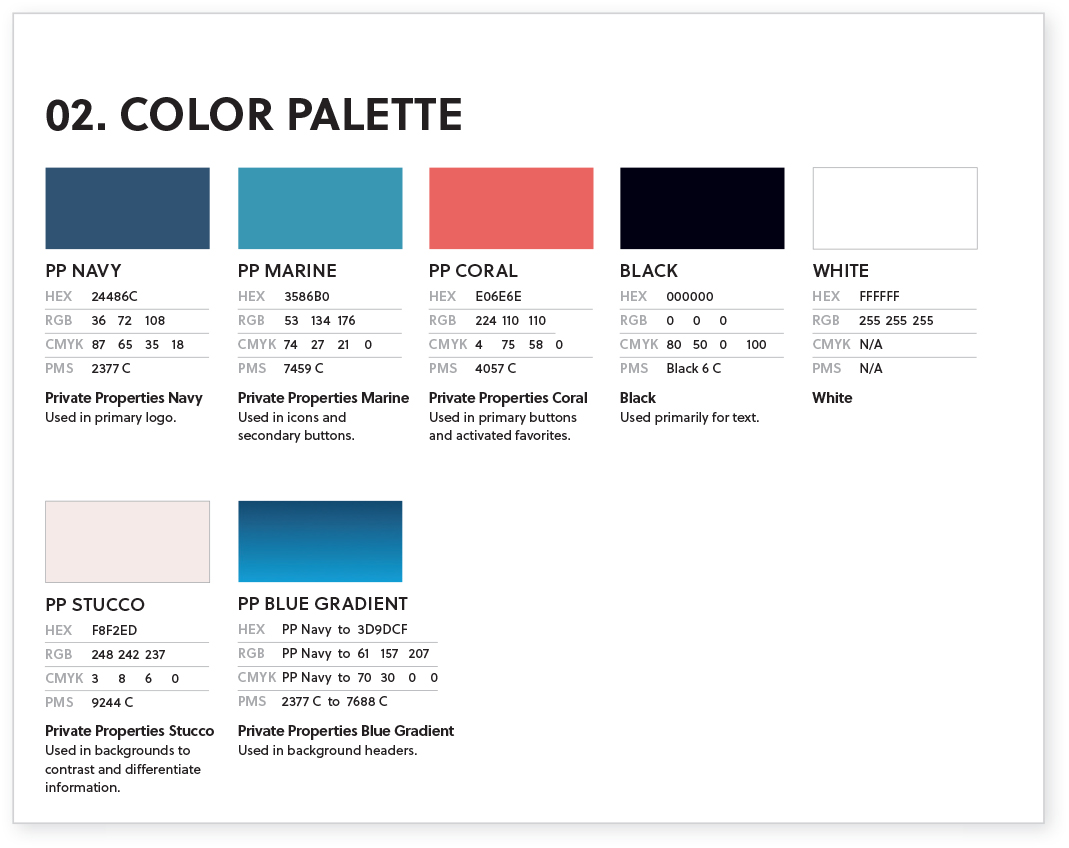 02. COLOR PALETTE
PP NAVY
HEX 24486C
RGB 36 72 108
CMYK 87 65 35 18
PMS 2377 C
Private Properties Navy
Used in primary logo.
PP MARINE
HEX 3586B0
RGB 53 134 176
CMYK 74 27 21 0
PMS 7459 C
Private Properties Marine
Used in icons and
secondary buttons.
PP CORAL
HEX E06E6E
RGB 224 110 110
CMYK 4 75 58 0
PMS 4057 C
Private Properties Coral
Used in primary buttons
and activated favorites.
BLACK
HEX 000000
RGB 0 0 0
CMYK 80 50 0 100
PMS Black 6 C
Black
Used primarily for text.
WHITE
HEX FFFFFF
RGB 255 255 255
CMYK N/A
PMS N/A
White
PP STUCCO
HEX F8F2ED
RGB 248 242 237
CMYK 3 8 6 0
PMS 9244 C
Private Properties Stucco
Used in backgrounds to
contrast and differentiate
information.
PP BLUE GRADIENT
HEX PP Navy to 3D9DCF
RGB PP Navy to 61 157 207
CMYK PP Navy to 70 30 0 0
PMS 2377 C to 7688 C
Private Properties Blue Gradient
Used in background headers.